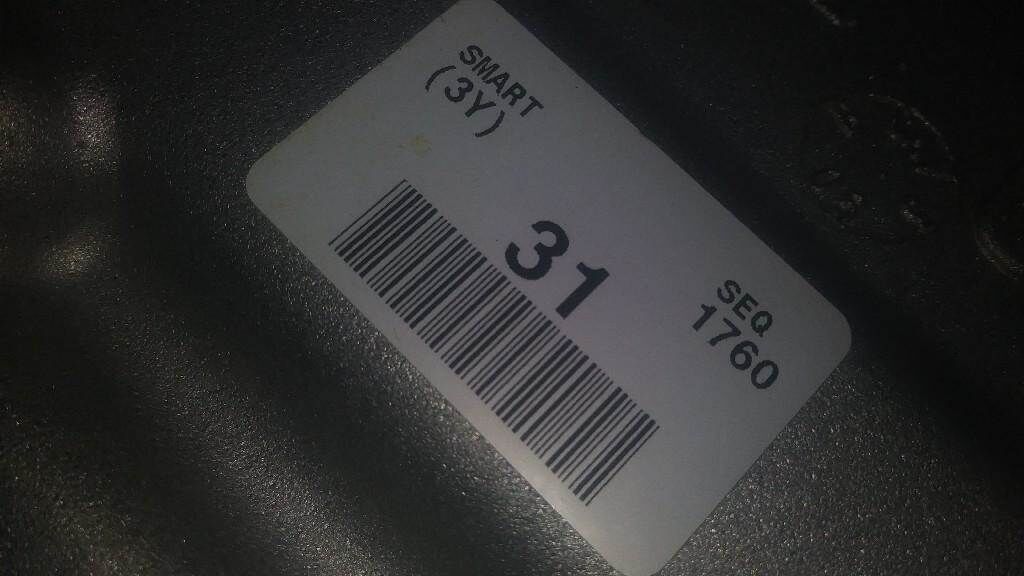 SMART
(3Y)
31
SEQ
1760